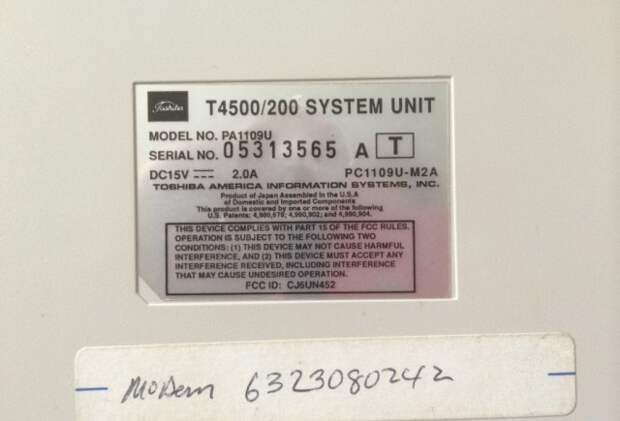 Toshiba
T4500/200 SYSTEM UNIT
MODEL NO. PA1109U
SERIAL NO. 05313565 A T
DC15V 2.0A PC1109U-M2A
TOSHIBA AMERICA INFORMATION SYSTEMS, INC.
Product of Japan Assembled in the U.S.A
of Domestic and Imported Components
This product is covered by one or more of the following
U.S. Patents: 4,980,678; 4,990,902; and 4,990,904.
THIS DEVICE COMPLIES WITH PART 15 OF THE FCC RULES.
OPERATION IS SUBJECT TO THE FOLLOWING TWO
CONDITIONS: (1) THIS DEVICE MAY NOT CAUSE HARMFUL
INTERFERENCE, AND (2) THIS DEVICE MUST ACCEPT ANY
INTERFERENCE RECEIVED, INCLUDING INTERFERENCE
THAT MAY CAUSE UNDESIRED OPERATION.
FCC ID: CJ6UN452
Modem 6323080242